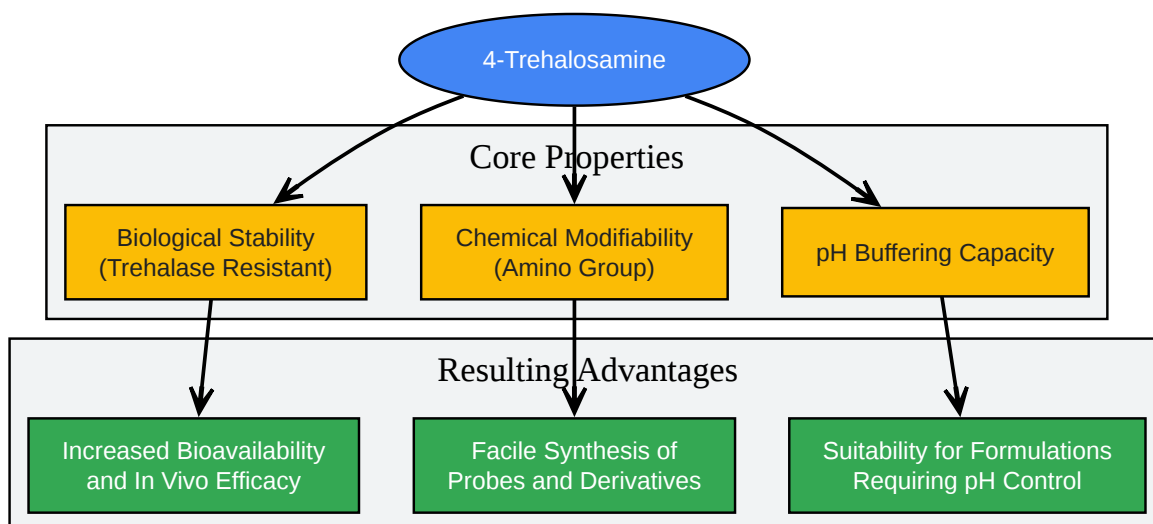 4-Trehalosamine
Core Properties
Biological Stability
(Trehalase Resistant)
Chemical Modifiability
(Amino Group)
pH Buffering Capacity
Resulting Advantages
Increased Bioavailability
and In Vivo Efficacy
Facile Synthesis of
Probes and Derivatives
Suitability for Formulations
Requiring pH Control